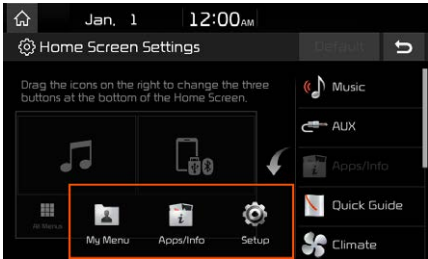 Jan. 1 12:00 AM
Home Screen Settings
Default
Drag the icons on the right to change the three
buttons at the bottom of the Home Screen.
Music
AUX
Apps/Info
Quick Guide
Climate
All Menus
My Menu
Apps/Info
Setup